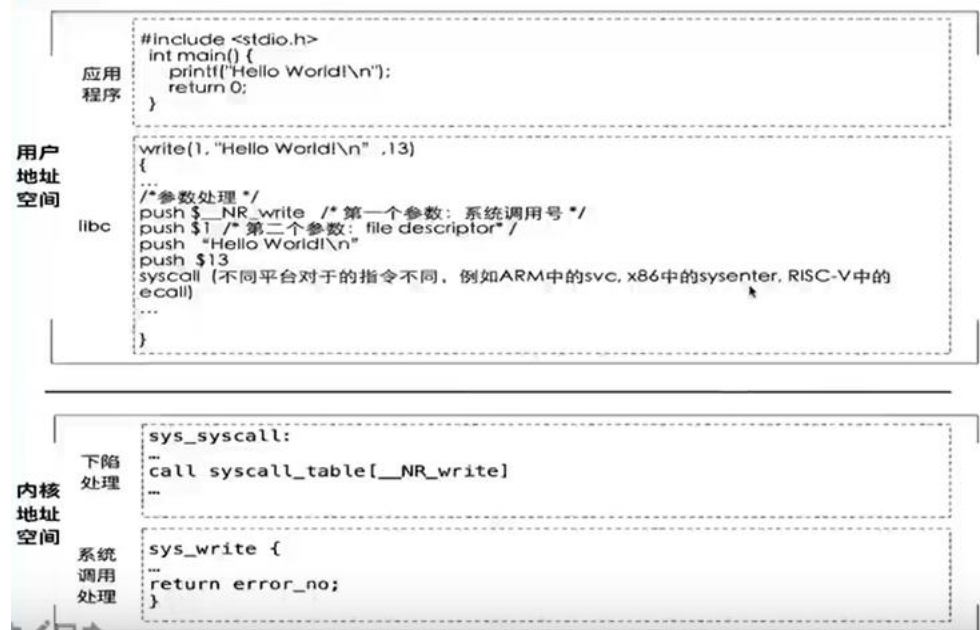 #include <stdio.h>
int main() {
printf("Hello World!\n");
return 0;
}
应用
程序
用户
地址
空间
write(1, "Hello World!\n" ,13)
{
...
/*参数处理 */
push $__NR_write /* 第一个参数：系统调用号 */
push $1 /* 第二个参数：file descriptor* /
push "Hello World!\n"
push $13
syscall (不同平台对于的指令不同，例如ARM中的svc, x86中的sysenter, RISC-V中的
ecall)
...
}
libc
内核
地址
空间
下陷
处理
sys_syscall:
…
call syscall_table[__NR_write]
…
系统
调用
处理
sys_write {
…
return error_no;
}